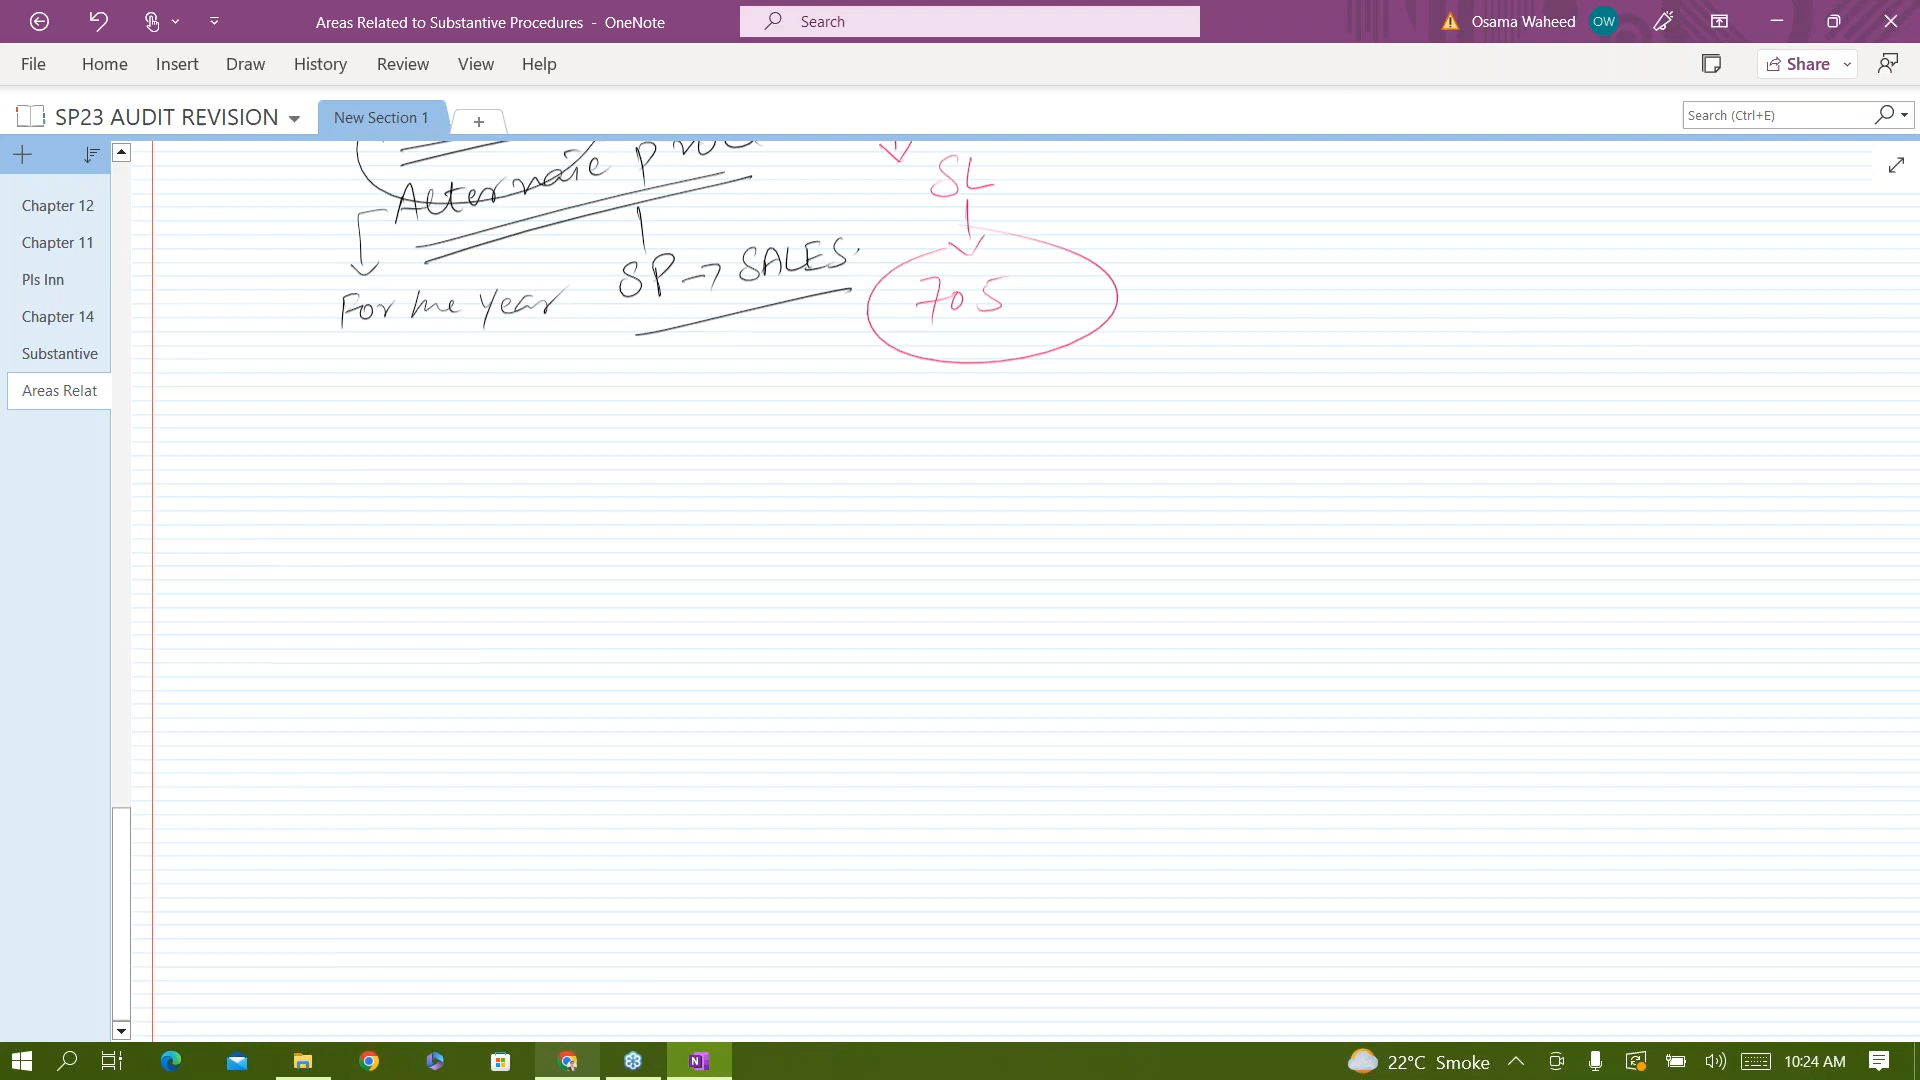 Areas Related to Substantive Procedures - OneNote
Search
Osama Waheed
OW
File
Home
Insert
Draw
History
Review
View
Help
Share
SP23 AUDIT REVISION
New Section 1
Search (Ctrl+E)
Chapter 12
Chapter 11
Pls Inn
Chapter 14
Substantive
Areas Relat
Alternate Proc
SL
SP → SALES
For the year
705
22°C Smoke
10:24 AM